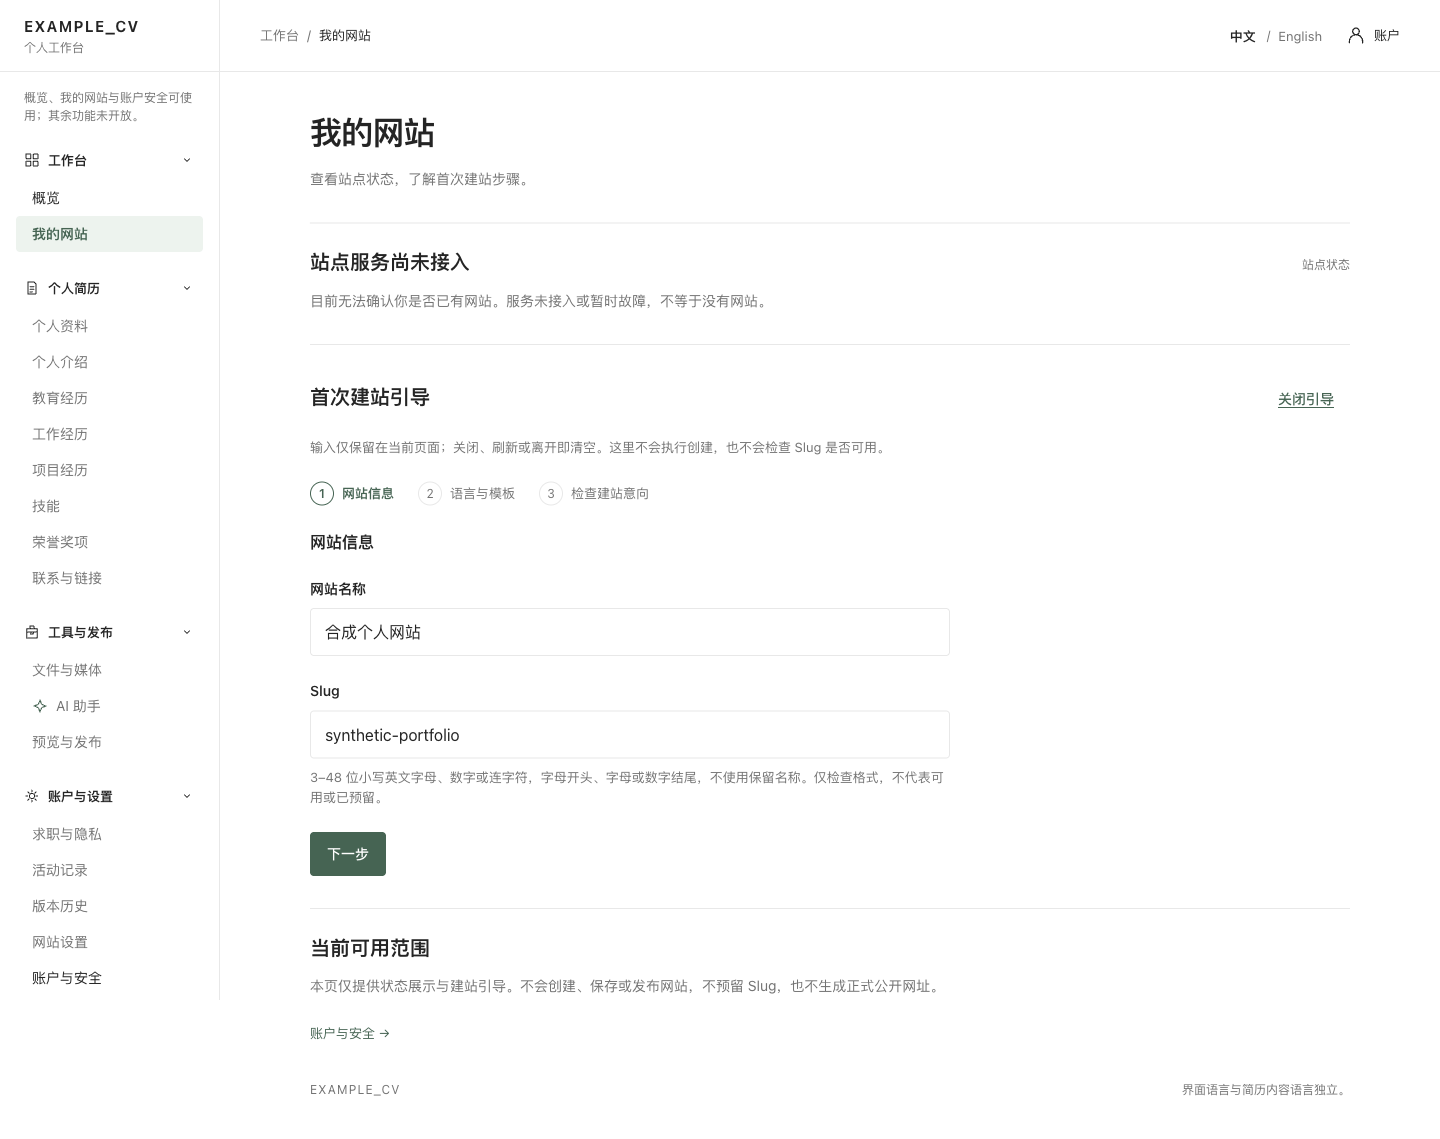 EXAMPLE_CV
个人工作台
工作台 / 我的网站
中文 / English
账户
概览、我的网站与账户安全可使
用；其余功能未开放。
工作台
概览
我的网站
个人简历
个人资料
个人介绍
教育经历
工作经历
项目经历
技能
荣誉奖项
联系与链接
工具与发布
文件与媒体
AI 助手
预览与发布
账户与设置
求职与隐私
活动记录
版本历史
网站设置
账户与安全
我的网站
查看站点状态，了解首次建站步骤。
站点服务尚未接入
站点状态
目前无法确认你是否已有网站。服务未接入或暂时故障，不等于没有网站。
首次建站引导
关闭引导
输入仅保留在当前页面；关闭、刷新或离开即清空。这里不会执行创建，也不会检查 Slug 是否可用。
1 网站信息 2 语言与模板 3 检查建站意向
网站信息
网站名称
合成个人网站
Slug
synthetic-portfolio
3–48 位小写英文字母、数字或连字符，字母开头、字母或数字结尾，不使用保留名称。仅检查格式，不代表可
用或已预留。
下一步
当前可用范围
本页仅提供状态展示与建站引导。不会创建、保存或发布网站，不预留 Slug，也不生成正式公开网址。
账户与安全 →
EXAMPLE_CV
界面语言与简历内容语言独立。